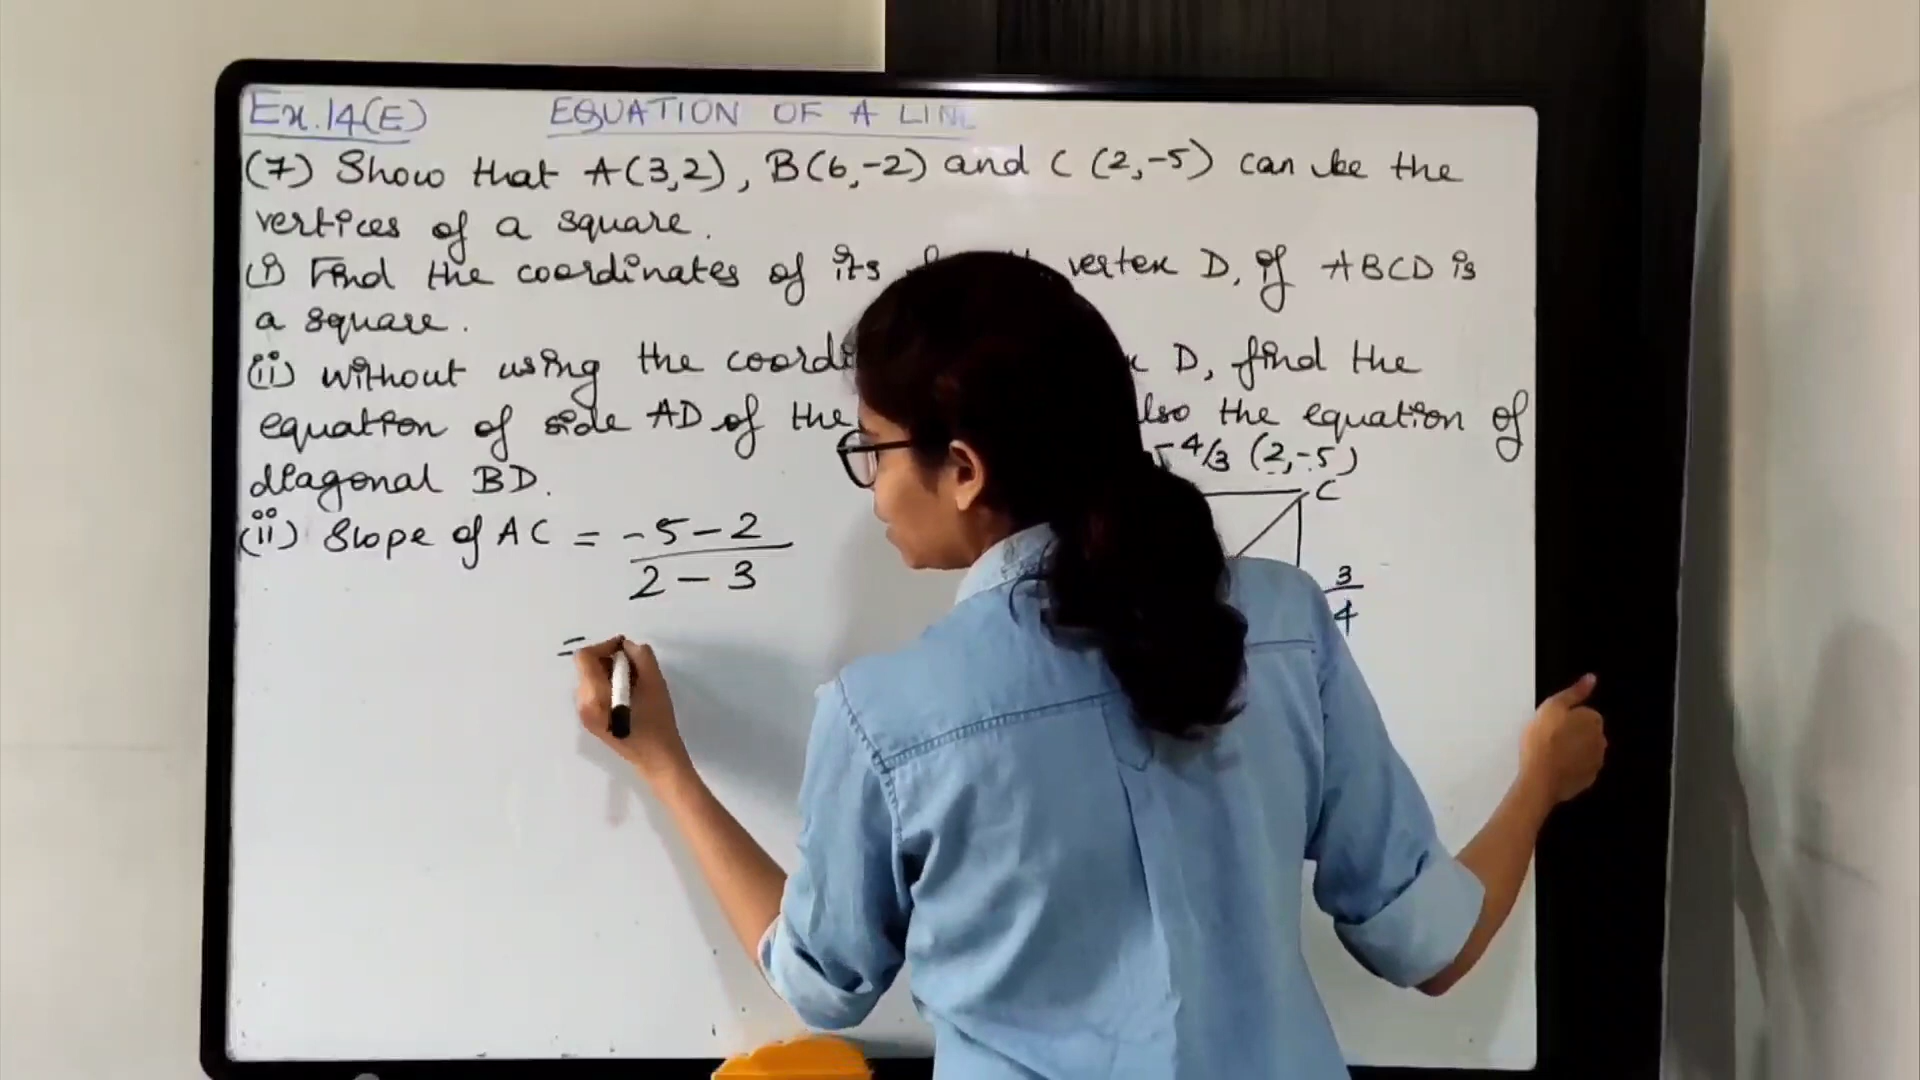 Ex.14(E) EQUATION OF A LINE
(7) Show that A(3,2), B(6,-2) and C (2,-5) can be the
vertices of a square.
(i) Find the coordinates of its vertex D, if ABCD is
a square.
(ii) without using the D, find the
equation of side AD of the the equation of
diagonal BD.
-4/3 (2,-5)
C
(ii) Slope of AC = -5-2
2-3
=
3
4